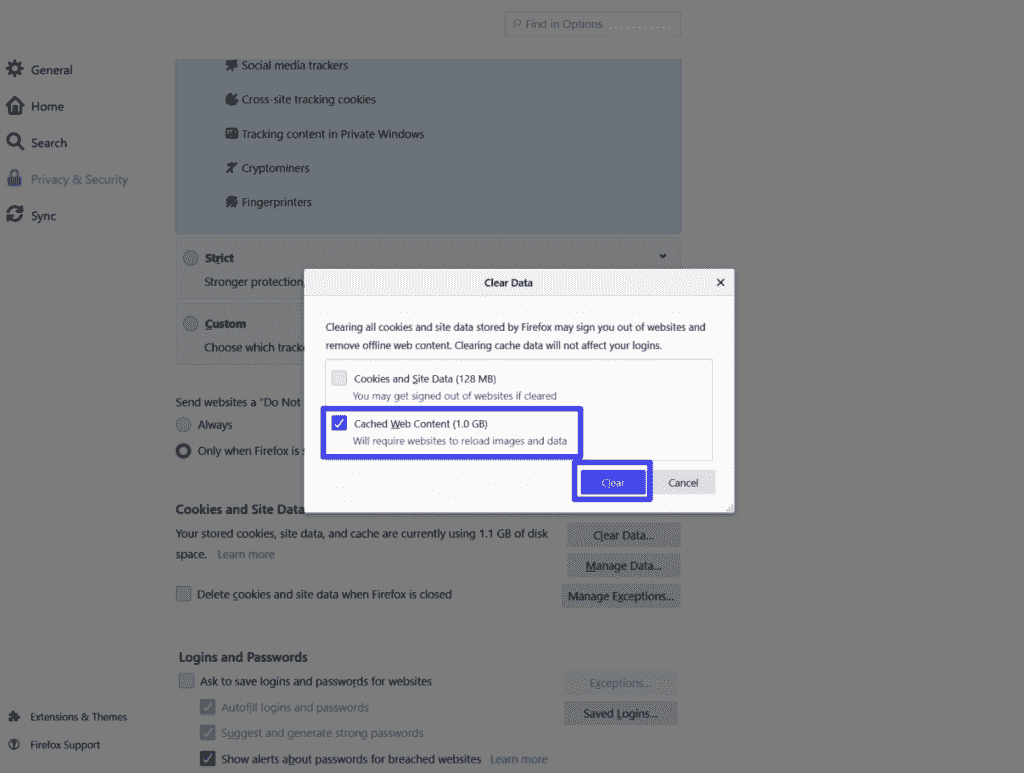 Find in Options
General
Home
Search
Privacy & Security
Sync
Social media trackers
Cross-site tracking cookies
Tracking content in Private Windows
Cryptominers
Fingerprinters
Strict
Stronger protection,
Custom
Choose which track
Send websites a "Do Not
Always
Only when Firefox is
Clear Data
Clearing all cookies and site data stored by Firefox may sign you out of websites and
remove offline web content. Clearing cache data will not affect your logins.
Cookies and Site Data (128 MB)
You may get signed out of websites if cleared
Cached Web Content (1.0 GB)
Will require websites to reload images and data
Clear
Cancel
Cookies and Site Data
Your stored cookies, site data, and cache are currently using 1.1 GB of disk
space. Learn more
Clear Data...
Manage Data...
Manage Exceptions...
Delete cookies and site data when Firefox is closed
Logins and Passwords
Ask to save logins and passwords for websites
Exceptions...
Autofill logins and passwords
Saved Logins...
Suggest and generate strong passwords
Show alerts about passwords for breached websites Learn more
Extensions & Themes
Firefox Support